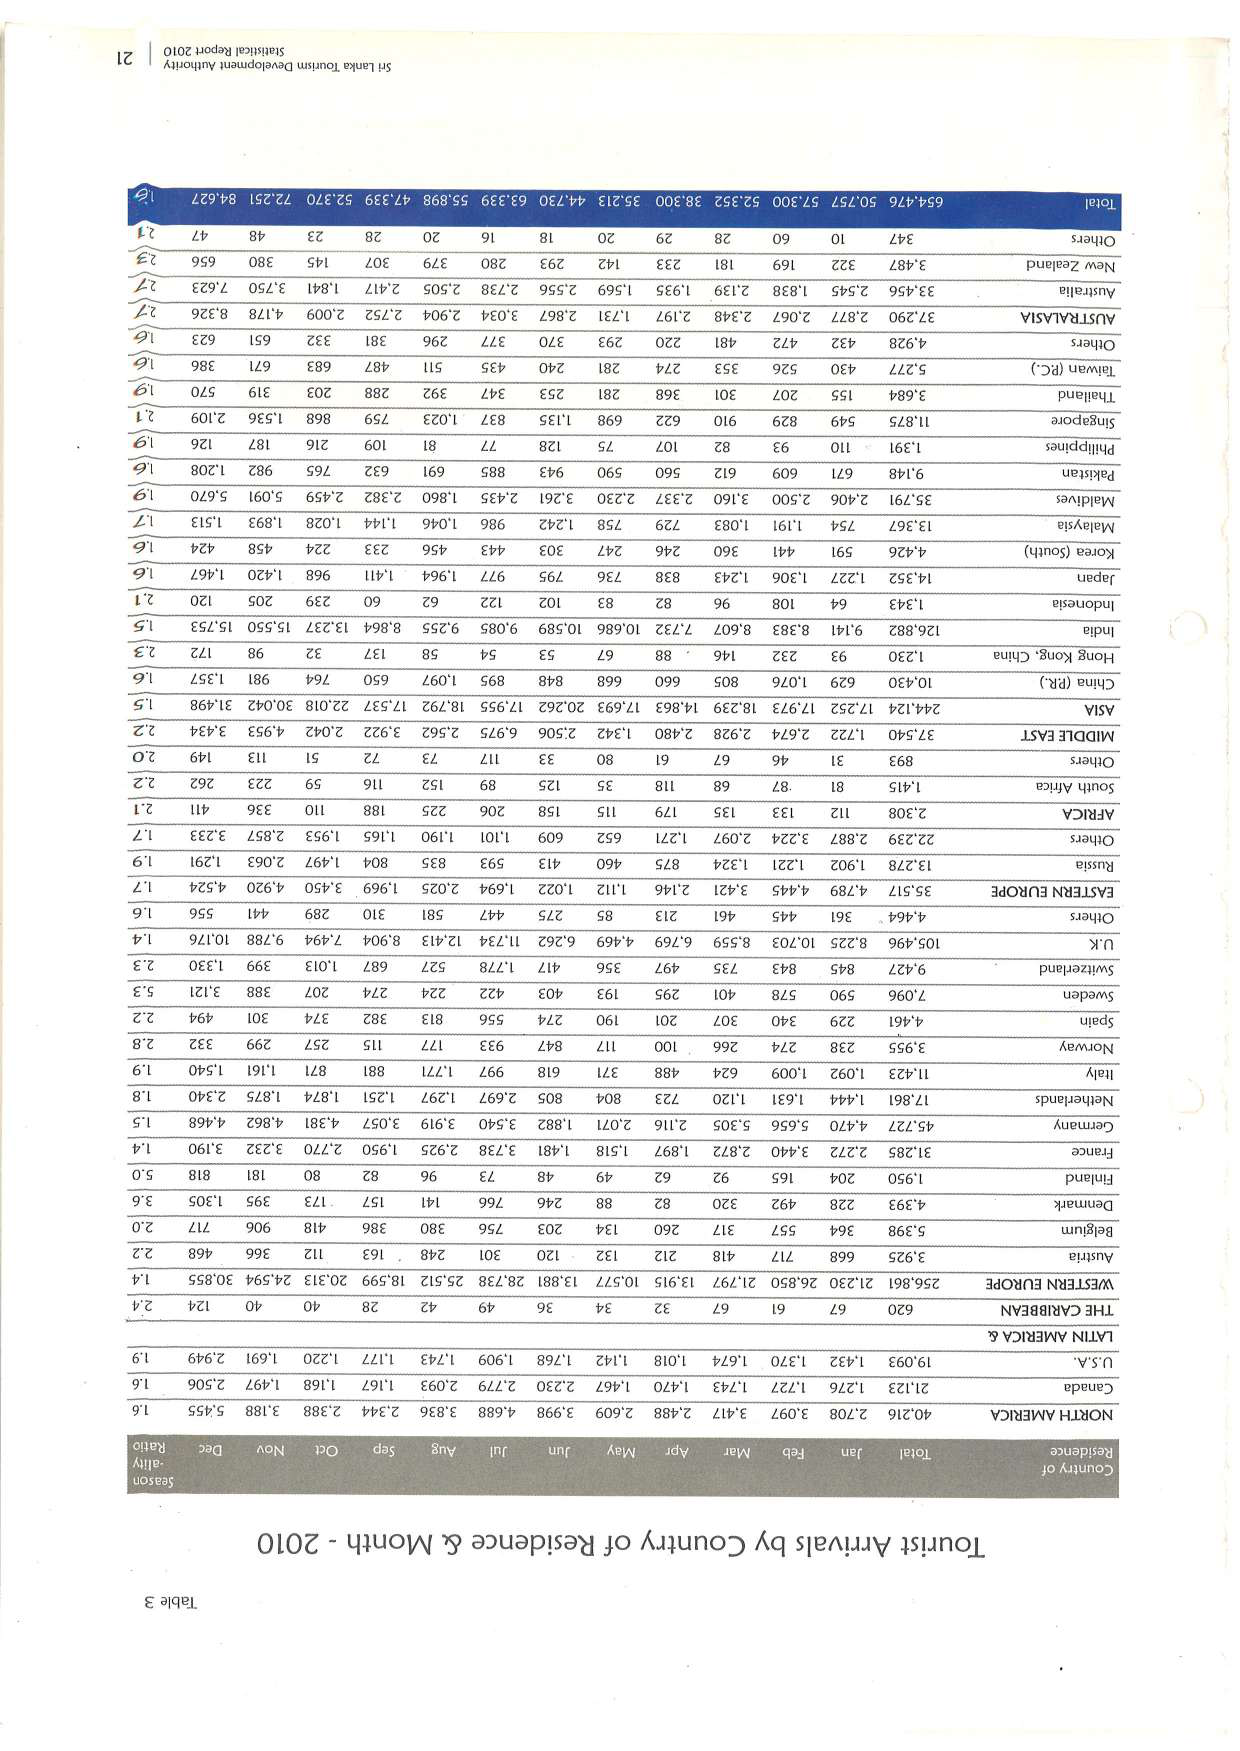 Table 3
Tourist Arrivals by Country of Residence & Month - 2010
Country of Residence Total Jan Feb Mar Apr May Jun Jul Aug Sep Oct Nov Dec Season -ality Ratio
NORTH AMERICA 40,216 2,708 3,097 3,417 2,488 2,609 3,998 4,688 3,836 2,344 2,388 3,188 5,455 1.6
Canada 21,123 1,276 1,727 1,743 1,470 1,467 2,230 2,779 2,093 1,167 1,168 1,497 2,506 1.6
U.S.A. 19,093 1,432 1,370 1,674 1,018 1,142 1,768 1,909 1,743 1,177 1,220 1,691 2,949 1.9
LATIN AMERICA &
THE CARIBBEAN 620 67 61 67 32 34 36 49 42 28 40 40 124 2.4
WESTERN EUROPE 256,861 21,230 26,850 21,797 13,915 10,577 13,881 28,738 25,512 18,599 20,313 24,594 30,855 1.4
Austria 3,925 668 717 418 212 132 120 301 248 163 112 366 468 2.2
Belgium 5,398 364 557 317 260 134 203 756 380 386 418 906 717 2.0
Denmark 4,393 228 492 320 82 88 246 766 141 157 173 395 1,305 3.6
Finland 1,950 204 165 92 62 49 48 73 96 82 80 181 818 5.0
France 31,285 2,272 3,440 2,872 1,897 1,518 1,481 3,738 2,925 1,950 2,770 3,232 3,190 1.4
Germany 45,727 4,470 5,656 5,305 2,116 2,071 1,882 3,540 3,919 3,057 4,381 4,862 4,468 1.5
Netherlands 17,861 1,444 1,631 1,120 723 804 805 2,697 1,297 1,251 1,874 1,875 2,340 1.8
Italy 11,423 1,092 1,009 624 488 371 618 997 1,771 881 871 1,161 1,540 1.9
Norway 3,955 238 274 266 100 117 847 933 177 115 257 299 332 2.8
Spain 4,461 229 340 307 201 190 274 556 813 382 374 301 494 2.2
Sweden 7,096 590 578 401 295 193 403 422 224 274 207 388 3,121 5.3
Switzerland 9,427 845 843 735 497 356 417 1,778 527 687 1,013 399 1,330 2.3
U.K 105,496 8,225 10,703 8,559 6,769 4,469 6,262 11,734 12,413 8,904 7,494 9,788 10,176 1.4
Others 4,464 361 445 461 213 85 275 447 581 310 289 441 556 1.6
EASTERN EUROPE 35,517 4,789 4,445 3,421 2,146 1,112 1,022 1,694 2,025 1,969 3,450 4,920 4,524 1.7
Russia 13,278 1,902 1,221 1,324 875 460 413 593 835 804 1,497 2,063 1,291 1.9
Others 22,239 2,887 3,224 2,097 1,271 652 609 1,101 1,190 1,165 1,953 2,857 3,233 1.7
AFRICA 2,308 112 133 135 179 115 158 206 225 188 110 336 411 2.1
South Africa 1,415 81 87 68 118 35 125 89 152 116 59 223 262 2.2
Others 893 31 46 67 61 80 33 117 73 72 51 113 149 2.0
MIDDLE EAST 37,540 1,722 2,674 2,928 2,480 1,342 2,506 6,975 2,562 3,922 2,042 4,953 3,434 2.2
ASIA 244,124 17,252 17,973 18,239 14,863 17,693 20,262 17,955 18,792 17,537 22,018 30,042 31,498 1.5
China (P.R.) 10,430 629 1,076 805 660 668 848 895 1,097 650 764 981 1,357 1.6
Hong Kong, China 1,230 93 232 146 88 67 53 54 58 137 32 98 172 2.3
India 126,882 9,141 8,383 8,607 7,732 10,686 10,589 9,085 9,255 8,864 13,237 15,550 15,753 1.5
Indonesia 1,343 64 108 96 82 83 102 122 62 60 239 205 120 2.1
Japan 14,352 1,227 1,306 1,243 838 736 795 977 1,964 1,411 968 1,420 1,467 1.6
Korea (South) 4,426 591 441 360 246 247 303 443 456 233 224 458 424 1.6
Malaysia 13,367 754 1,191 1,083 729 758 1,242 986 1,046 1,144 1,028 1,893 1,513 1.7
Maldives 35,791 2,406 2,500 3,160 2,337 2,230 3,261 2,435 1,860 2,382 2,459 5,091 5,670 1.9
Pakistan 9,148 671 609 612 560 590 943 885 691 632 765 982 1,208 1.6
Philippines 1,391 110 93 82 107 75 128 77 81 109 216 187 126 1.9
Singapore 11,875 549 829 910 622 698 1,135 837 1,023 759 868 1,536 2,109 2.1
Thailand 3,684 155 207 301 368 281 253 347 392 288 203 319 570 1.9
Taiwan (P.C.) 5,277 430 526 353 274 281 240 435 511 487 683 671 386 1.6
Others 4,928 432 472 481 220 293 370 377 296 381 332 651 623 1.6
AUSTRALASIA 37,290 2,877 2,067 2,348 2,197 1,731 2,867 3,034 2,904 2,752 2,009 4,178 8,326 2.7
Australia 33,456 2,545 1,838 2,139 1,935 1,569 2,556 2,738 2,505 2,417 1,841 3,750 7,623 2.7
New Zealand 3,487 322 169 181 233 142 293 280 379 307 145 380 656 2.3
Others 347 10 60 28 29 20 18 16 20 28 23 48 47 2.1
Total 654,476 50,757 57,300 52,352 38,300 35,213 44,730 63,339 55,898 47,339 52,370 72,251 84,627 1.6
Sri Lanka Tourism Development Authority
Statistical Report 2010
21